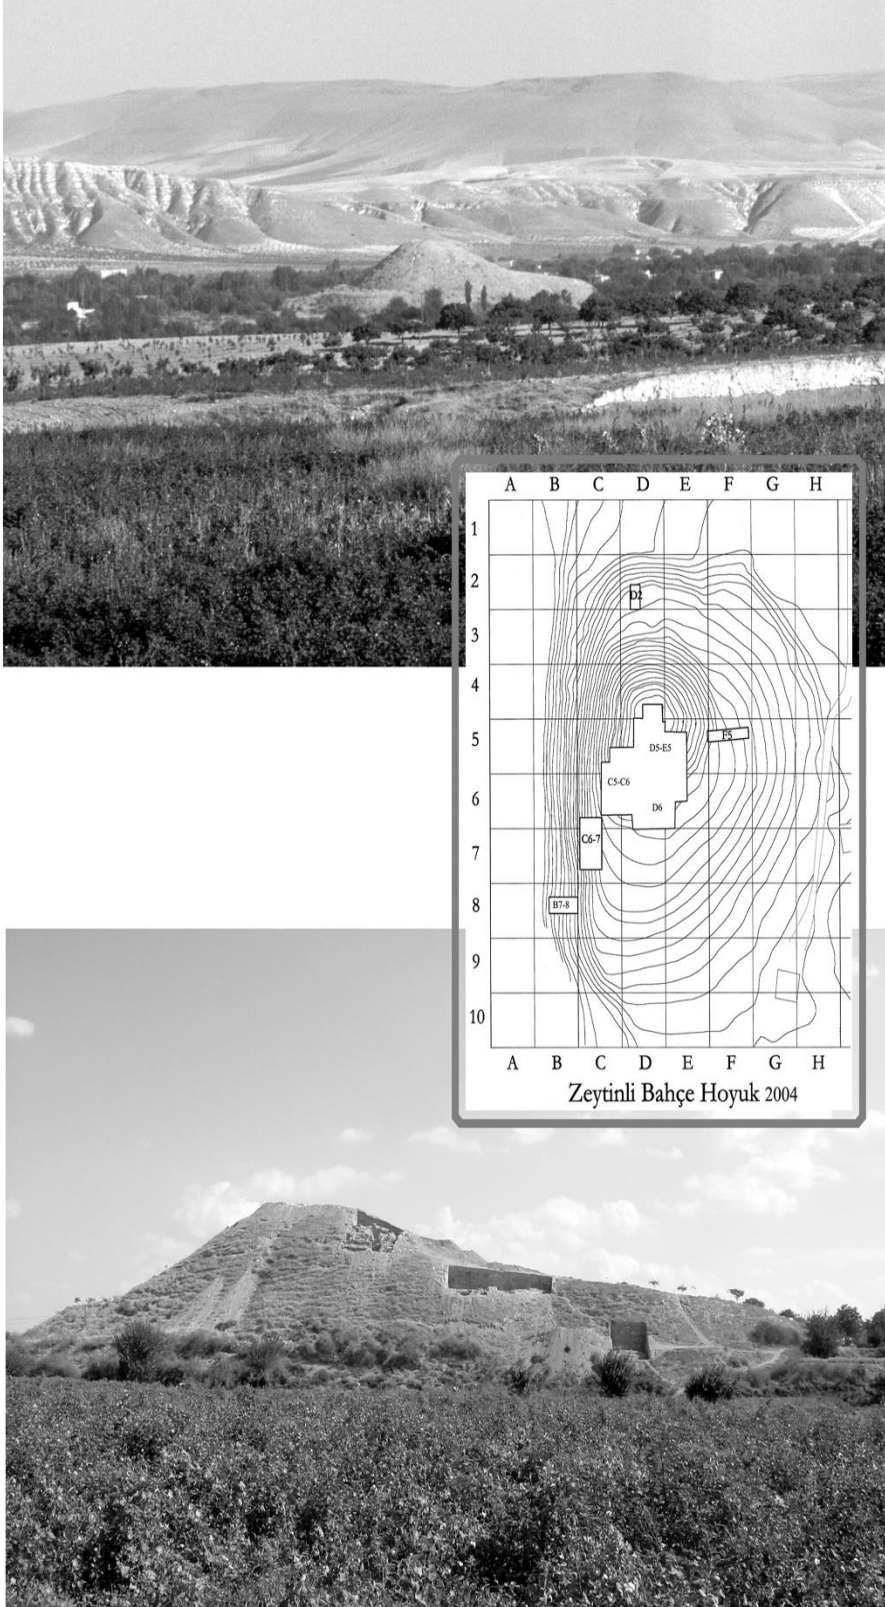 A B C D E F G H
1
2
D2
3
4
5
F5
D5-E5
C5-C6
6
D6
C6-7
7
8
B7-8
9
10
A B C D E F G H
Zeytinli Bahçe Hoyuk 2004